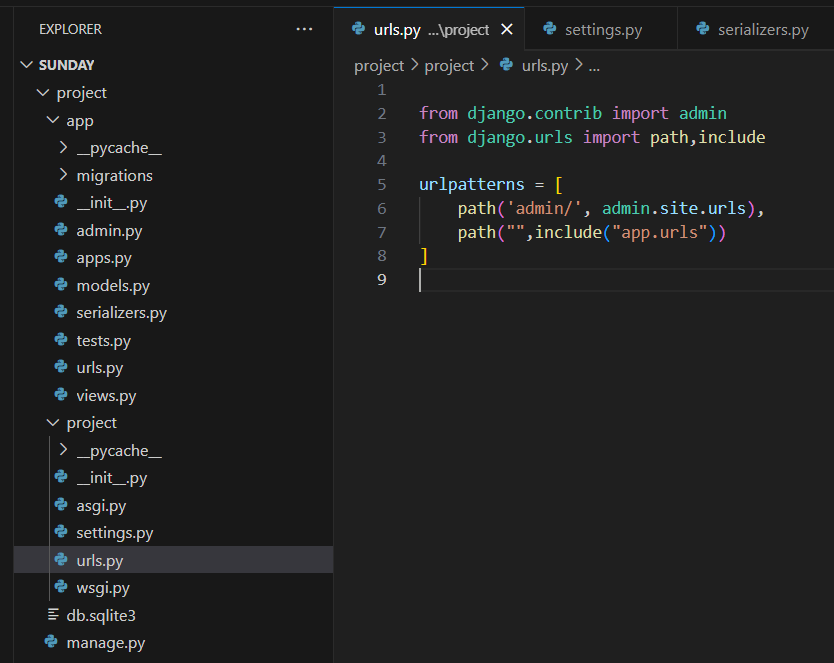 EXPLORER ...
SUNDAY
project
app
__pycache__
migrations
__init__.py
admin.py
apps.py
models.py
serializers.py
tests.py
urls.py
views.py
project
__pycache__
__init__.py
asgi.py
settings.py
urls.py
wsgi.py
db.sqlite3
manage.py
urls.py ...\project settings.py serializers.py
project > project > urls.py > ...
1
2 from django.contrib import admin
3 from django.urls import path,include
4
5 urlpatterns = [
6     path('admin/', admin.site.urls),
7     path("",include("app.urls"))
8 ]
9